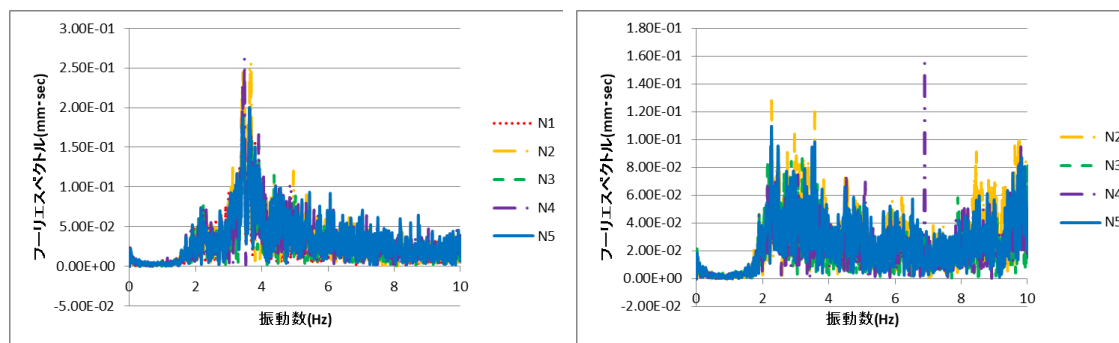 3.00E-01
2.50E-01
2.00E-01
1.50E-01
1.00E-01
5.00E-02
0.00E+00
-5.00E-02
フーリエスペクトル(mm・sec)
0 2 4 6 8 10
振動数(Hz)
N1
N2
N3
N4
N5
1.80E-01
1.60E-01
1.40E-01
1.20E-01
1.00E-01
8.00E-02
6.00E-02
4.00E-02
2.00E-02
0.00E+00
-2.00E-02
フーリエスペクトル(mm・sec)
0 2 4 6 8 10
振動数(Hz)
N2
N3
N4
N5